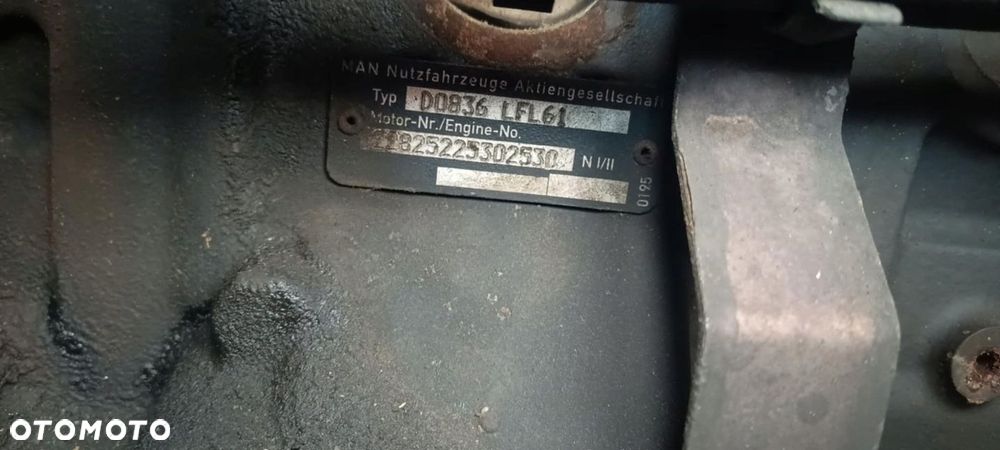 MAN Nutzfahrzeuge Aktiengesellschaft
Typ D0836 LFL61
Motor-Nr./Engine-No.
N I/II
0195
OTOMOTO